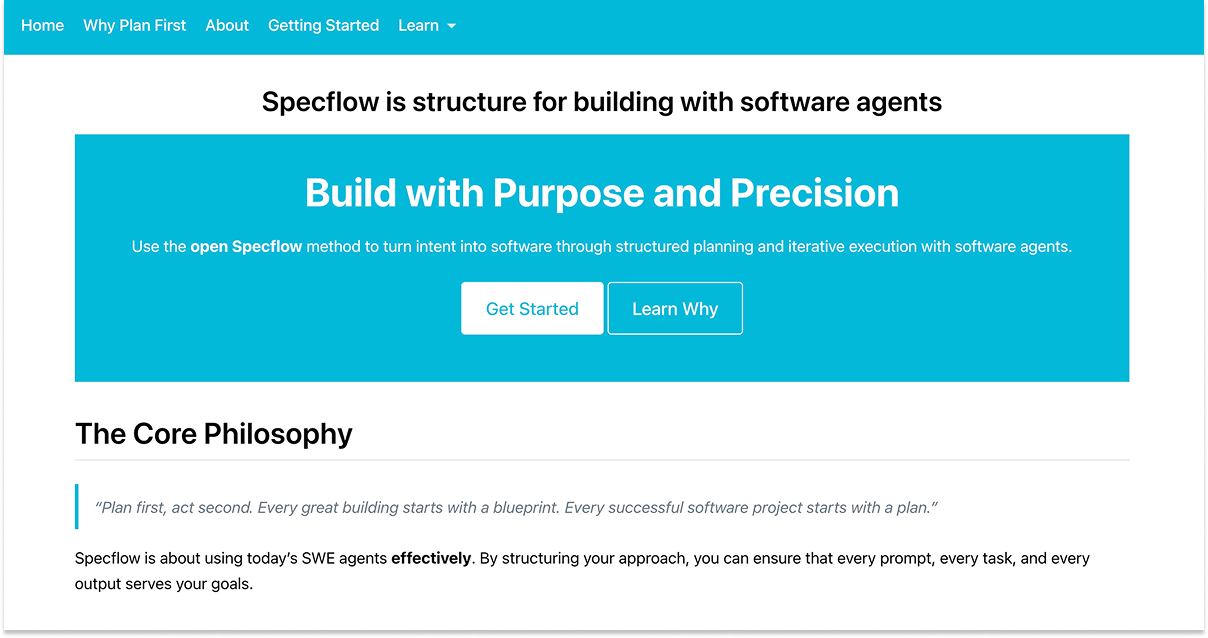 Home Why Plan First About Getting Started Learn
Specflow is structure for building with software agents
Build with Purpose and Precision
Use the open Specflow method to turn intent into software through structured planning and iterative execution with software agents.
Get Started Learn Why
The Core Philosophy
“Plan first, act second. Every great building starts with a blueprint. Every successful software project starts with a plan.”
Specflow is about using today’s SWE agents effectively. By structuring your approach, you can ensure that every prompt, every task, and every
output serves your goals.